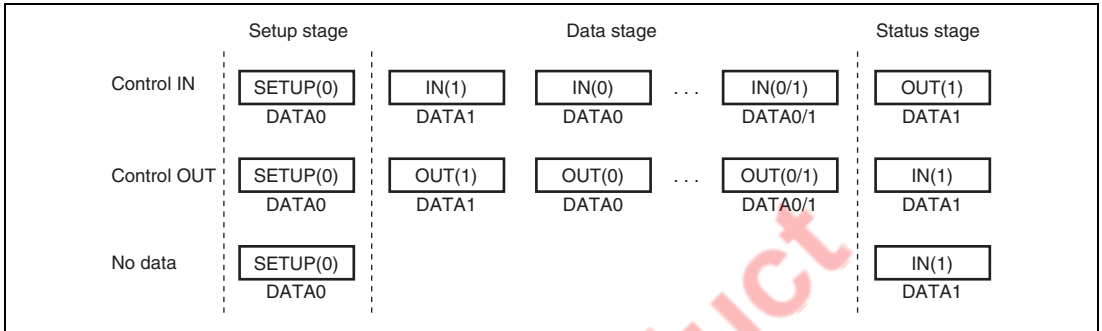 Setup stage Data stage Status stage
Control IN SETUP(0) IN(1) IN(0) . . . IN(0/1) OUT(1)
DATA0 DATA1 DATA0 DATA0/1 DATA1
Control OUT SETUP(0) OUT(1) OUT(0) . . . OUT(0/1) IN(1)
DATA0 DATA1 DATA0 DATA0/1 DATA1
No data SETUP(0) IN(1)
DATA0 DATA1
uct